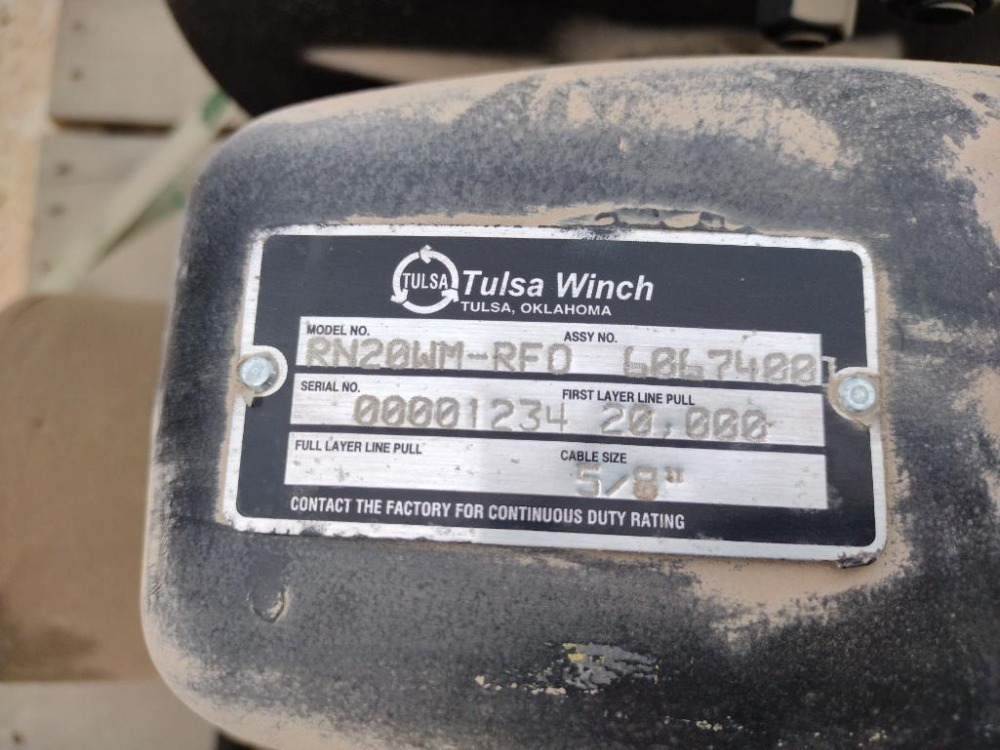 TULSA Tulsa Winch
TULSA, OKLAHOMA
MODEL NO. ASSY NO.
RN20WM-RFO
SERIAL NO. FIRST LAYER LINE PULL
00001234 20,000
FULL LAYER LINE PULL CABLE SIZE
5/8"
CONTACT THE FACTORY FOR CONTINUOUS DUTY RATING